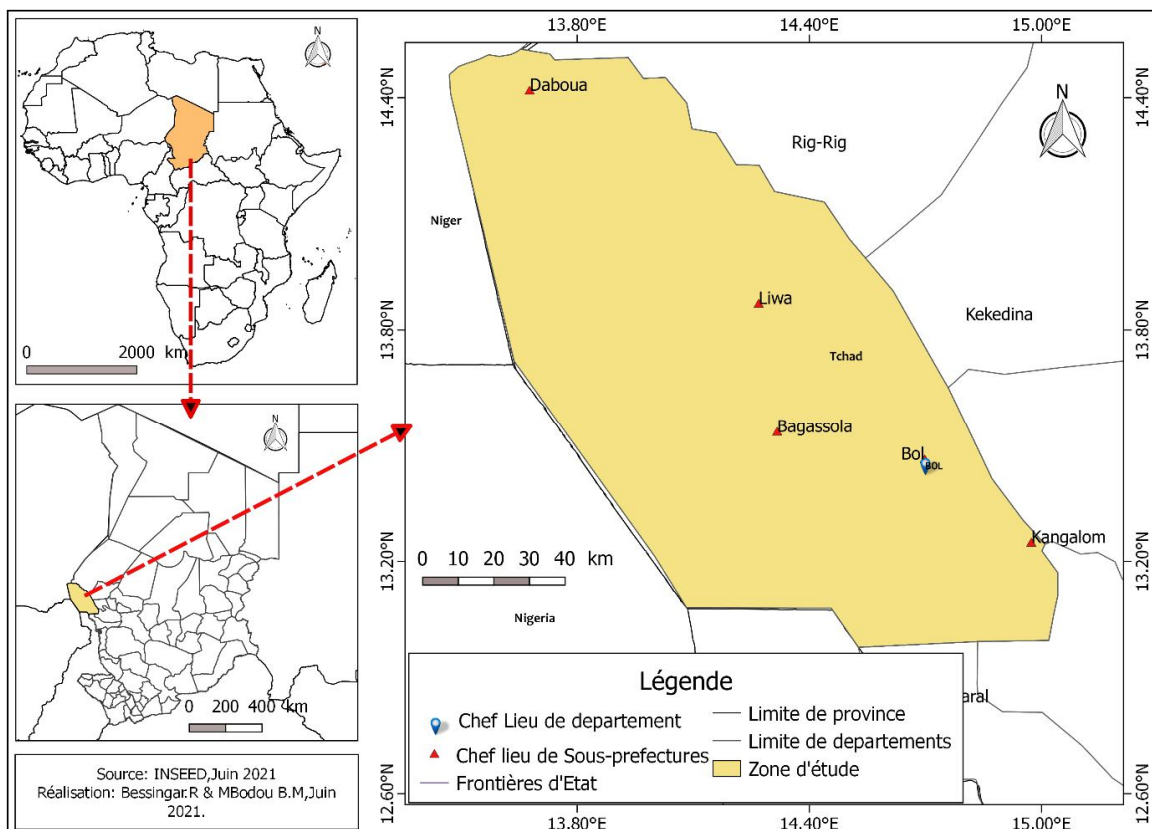 N
0 2000 km
N
0 200 400 km
Source: INSEED,Juin 2021
Réalisation: Bessingar.R & MBodou B.M,Juin
2021.
13.80°E 14.40°E 15.00°E
14.40°N
13.80°N
13.20°N
12.60°N
Daboua
N
Rig-Rig
Niger
Liwa
Kekedina
Tchad
Bagassola
Bol
BOL
Kangalom
0 10 20 30 40 km
Nigeria
aral
Légende
Chef Lieu de departement
Chef lieu de Sous-prefectures
Frontières d'Etat
Limite de province
Limite de departements
Zone d'étude
14.40°N
13.80°N
13.20°N
12.60°N
13.80°E 14.40°E 15.00°E